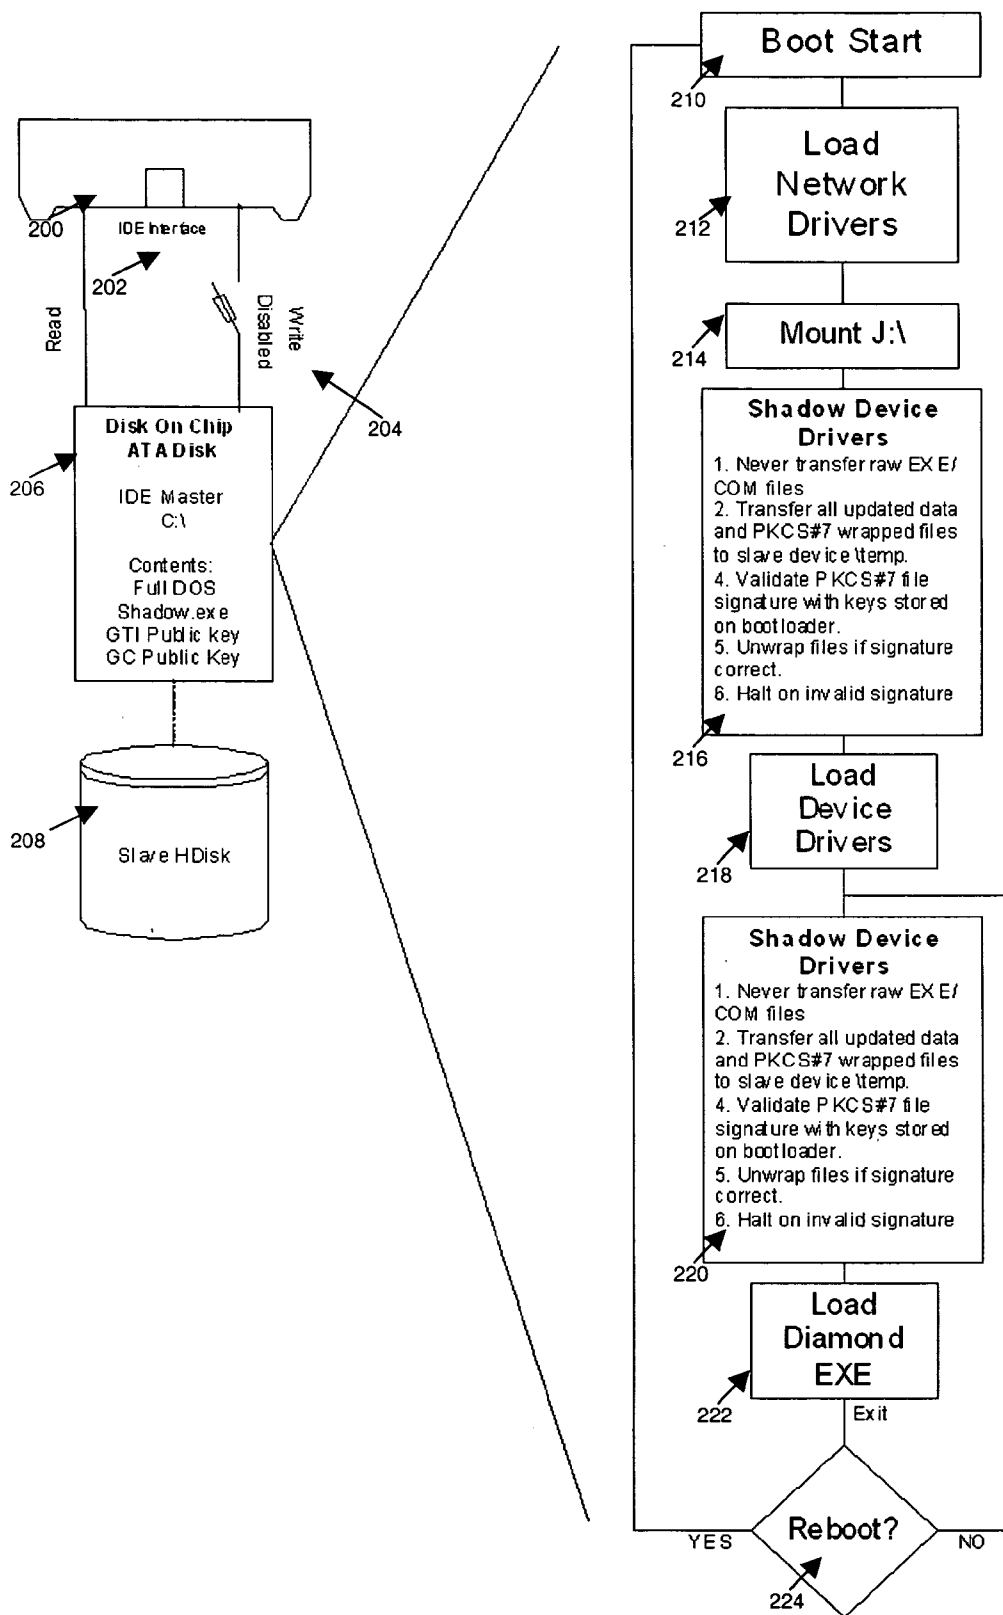 200
IDE Interface
202
Read
Write
Disabled
204
Disk On Chip
ATA Disk
206
IDE Master
C:\
Contents:
Full DOS
Shadow.exe
GTI Public key
GC Public Key
208
Slave HDisk
Boot Start
210
Load
Network
Drivers
212
Mount J:\
214
Shadow Device
Drivers
1. Never transfer raw EXE/
COM files
2. Transfer all updated data
and PKCS#7 wrapped files
to slave device \temp.
4. Validate PKCS#7 file
signature with keys stored
on bootloader.
5. Unwrap files if signature
correct.
6. Halt on invalid signature
216
Load
Device
Drivers
218
Shadow Device
Drivers
1. Never transfer raw EXE/
COM files
2. Transfer all updated data
and PKCS#7 wrapped files
to slave device \temp.
4. Validate PKCS#7 file
signature with keys stored
on bootloader.
5. Unwrap files if signature
correct.
6. Halt on invalid signature
220
Load
Diamond
EXE
222
Exit
Reboot?
YES
NO
224